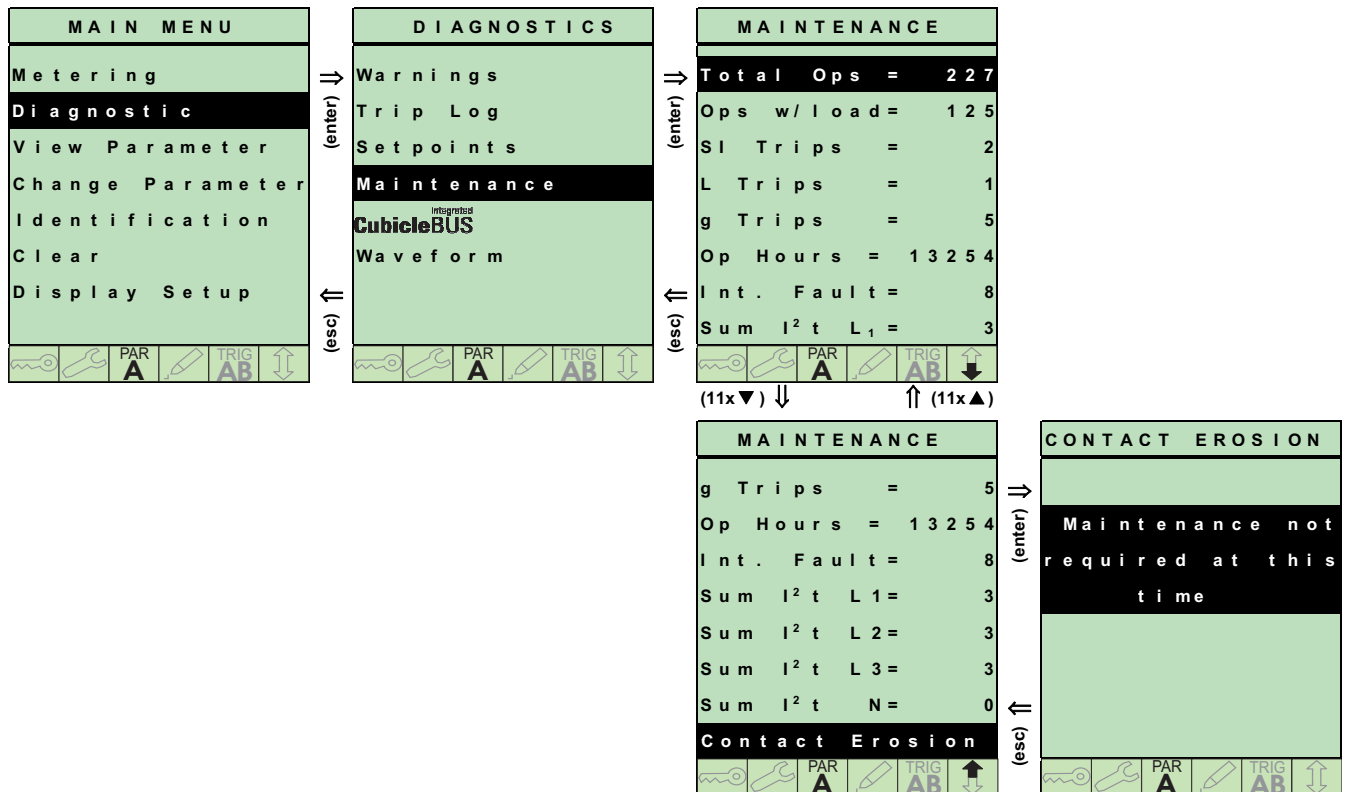 MAIN MENU
Metering
Diagnostic
View Parameter
Change Parameter
Identification
Clear
Display Setup
PAR
A
TRIG
AB
⇒
(enter)
⇐
(esc)
DIAGNOSTICS
Warnings
Trip Log
Setpoints
Maintenance
integrated
CubicleBUS
Waveform
PAR
A
TRIG
AB
⇒
(enter)
⇐
(esc)
MAINTENANCE
Total Ops = 227
Ops w/load= 125
SI Trips = 2
L Trips = 1
g Trips = 5
Op Hours = 13254
Int. Fault= 8
Sum I²t L₁ = 3
PAR
A
TRIG
AB
(11x▼) ⇓ ⇑ (11x▲)
MAINTENANCE
g Trips = 5
Op Hours = 13254
Int. Fault= 8
Sum I²t L1= 3
Sum I²t L2= 3
Sum I²t L3= 3
Sum I²t N= 0
Contact Erosion
PAR
A
TRIG
AB
⇒
(enter)
⇐
(esc)
CONTACT EROSION
Maintenance not
required at this
time
PAR
A
TRIG
AB